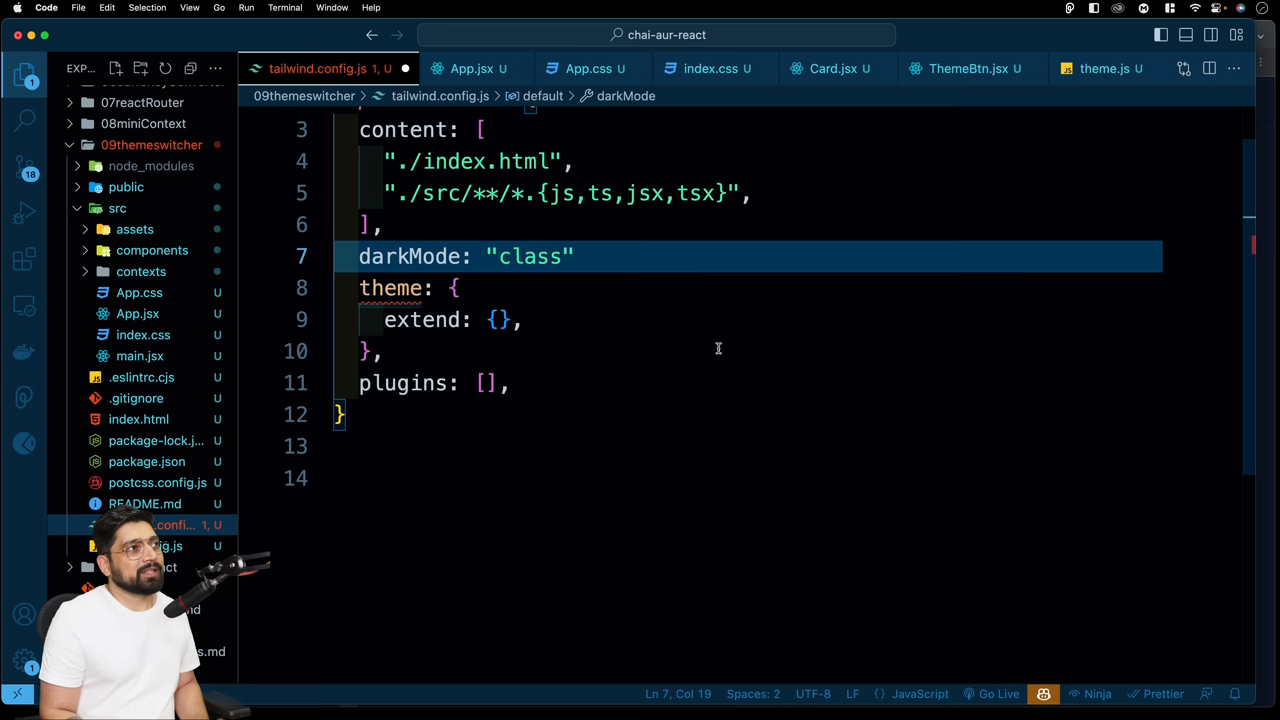 Code File Edit Selection View Go Run Terminal Window Help
chai-aur-react
EXP...
tailwind.config.js 1, U
App.jsx U
App.css U
index.css U
Card.jsx U
ThemeBtn.jsx U
theme.js U
09themeswitcher > tailwind.config.js > default > darkMode
07reactRouter
08miniContext
09themeswitcher
node_modules
public
src
assets
components
contexts
App.css U
App.jsx U
index.css U
main.jsx U
.eslintrc.cjs U
.gitignore U
index.html U
package-lock.j... U
package.json U
postcss.config.js U
README.md U
.confi... 1, U
.js U
.md
1
18
1
3 content: [
4 "./index.html",
5 "./src/**/*.{js,ts,jsx,tsx}",
6 ],
7 darkMode: "class"
8 theme: {
9 extend: {},
10 },
11 plugins: [],
12 }
13
14
Ln 7, Col 19 Spaces: 2 UTF-8 LF {} JavaScript Go Live Ninja Prettier